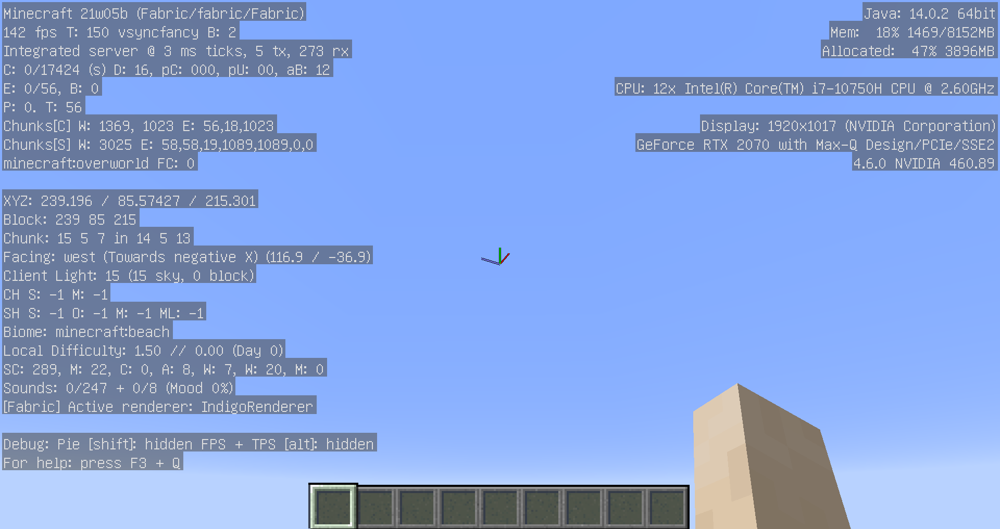 Minecraft 21w05b (Fabric/fabric/Fabric)
142 fps T: 150 vsyncfancy B: 2
Integrated server @ 3 ms ticks, 5 tx, 273 rx
C: 0/17424 (s) D: 16, pC: 000, pU: 00, aB: 12
E: 0/56, B: 0
P: 0. T: 56
Chunks[C] W: 1369, 1023 E: 56,18,1023
Chunks[S] W: 3025 E: 58,58,19,1089,1089,0,0
minecraft:overworld FC: 0
XYZ: 239.196 / 85.57427 / 215.301
Block: 239 85 215
Chunk: 15 5 7 in 14 5 13
Facing: west (Towards negative X) (116.9 / -36.9)
Client Light: 15 (15 sky, 0 block)
CH S: -1 M: -1
SH S: -1 O: -1 M: -1 ML: -1
Biome: minecraft:beach
Local Difficulty: 1.50 // 0.00 (Day 0)
SC: 289, M: 22, C: 0, A: 8, W: 7, W: 20, M: 0
Sounds: 0/247 + 0/8 (Mood 0%)
[Fabric] Active renderer: IndigoRenderer
Debug: Pie [shift]: hidden FPS + TPS [alt]: hidden
For help: press F3 + Q
Java: 14.0.2 64bit
Mem: 18% 1469/8152MB
Allocated: 47% 3896MB
CPU: 12x Intel(R) Core(TM) i7-10750H CPU @ 2.60GHz
Display: 1920x1017 (NVIDIA Corporation)
GeForce RTX 2070 with Max-Q Design/PCIe/SSE2
4.6.0 NVIDIA 460.89